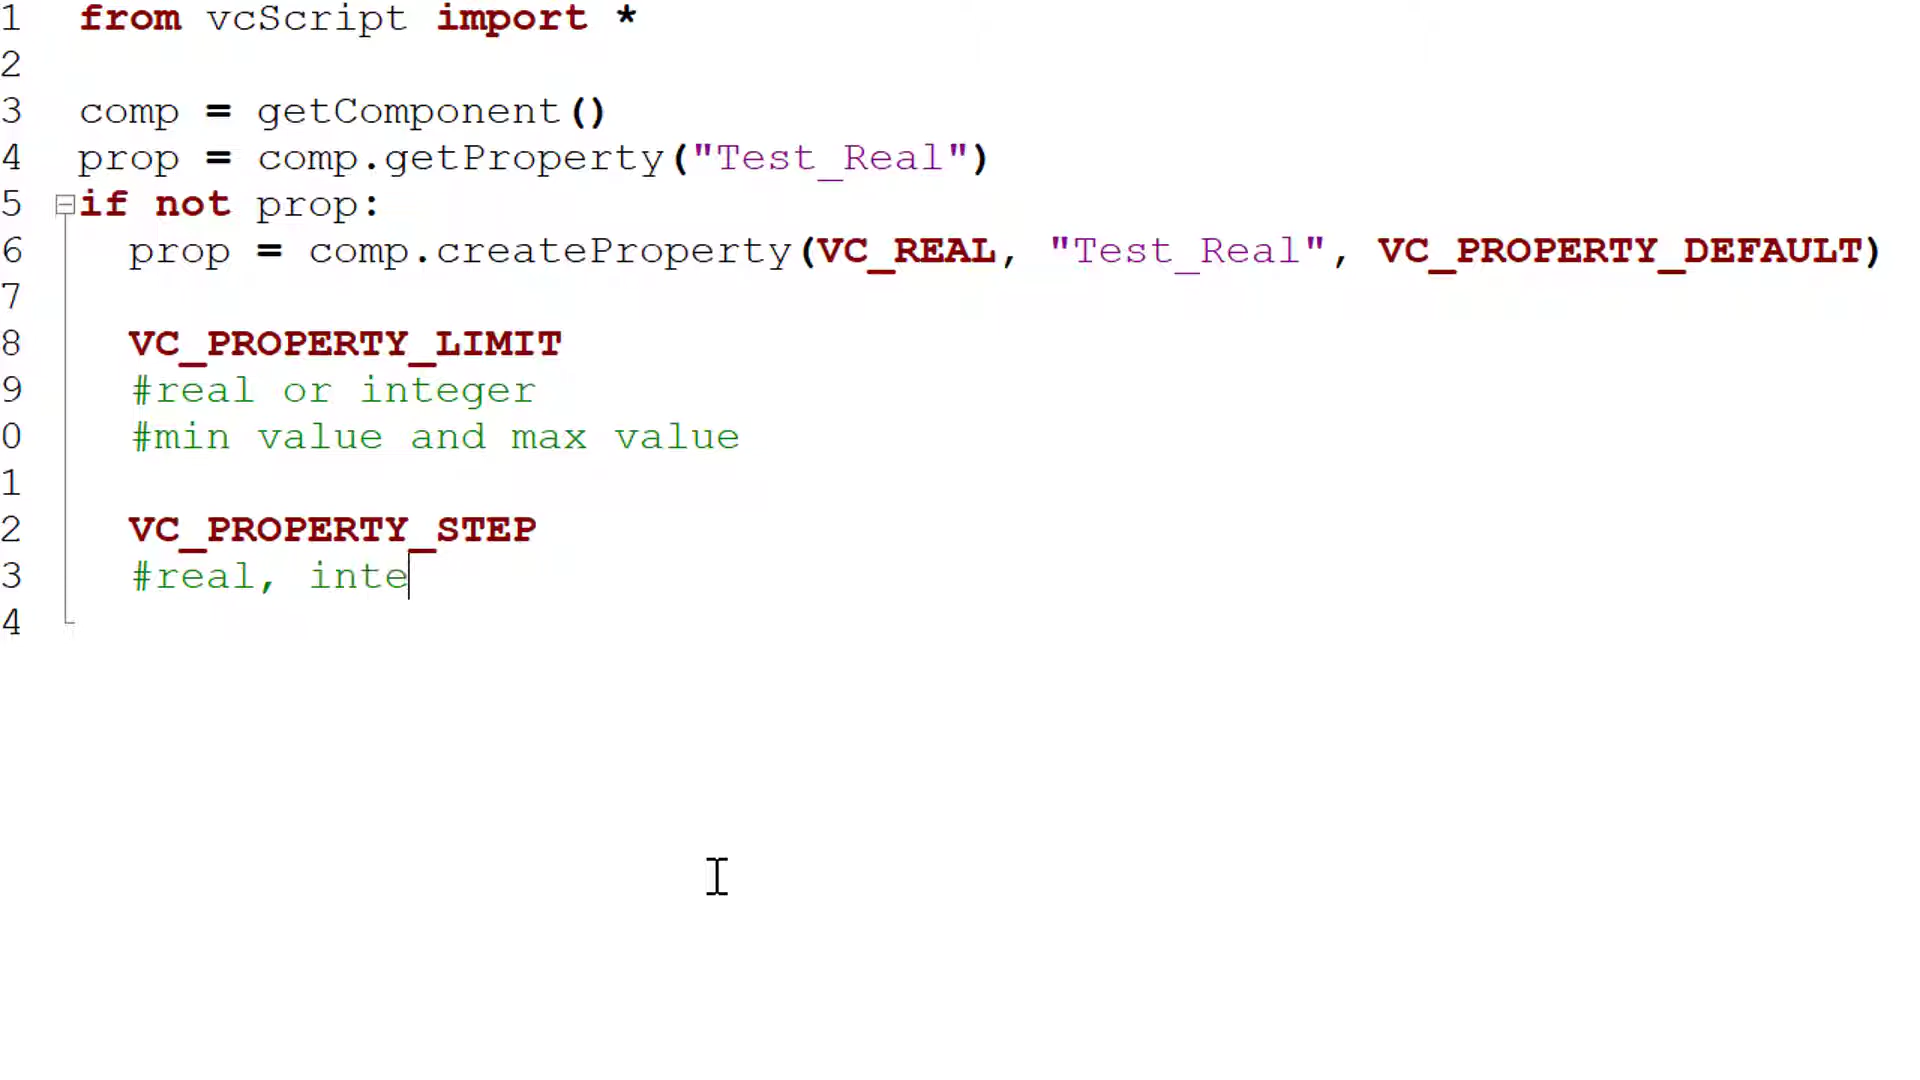 1 from vcScript import *
2
3 comp = getComponent()
4 prop = comp.getProperty("Test_Real")
5 if not prop:
6 prop = comp.createProperty(VC_REAL, "Test_Real", VC_PROPERTY_DEFAULT)
7
8 VC_PROPERTY_LIMIT
9 #real or integer
0 #min value and max value
1
2 VC_PROPERTY_STEP
3 #real, inte
4